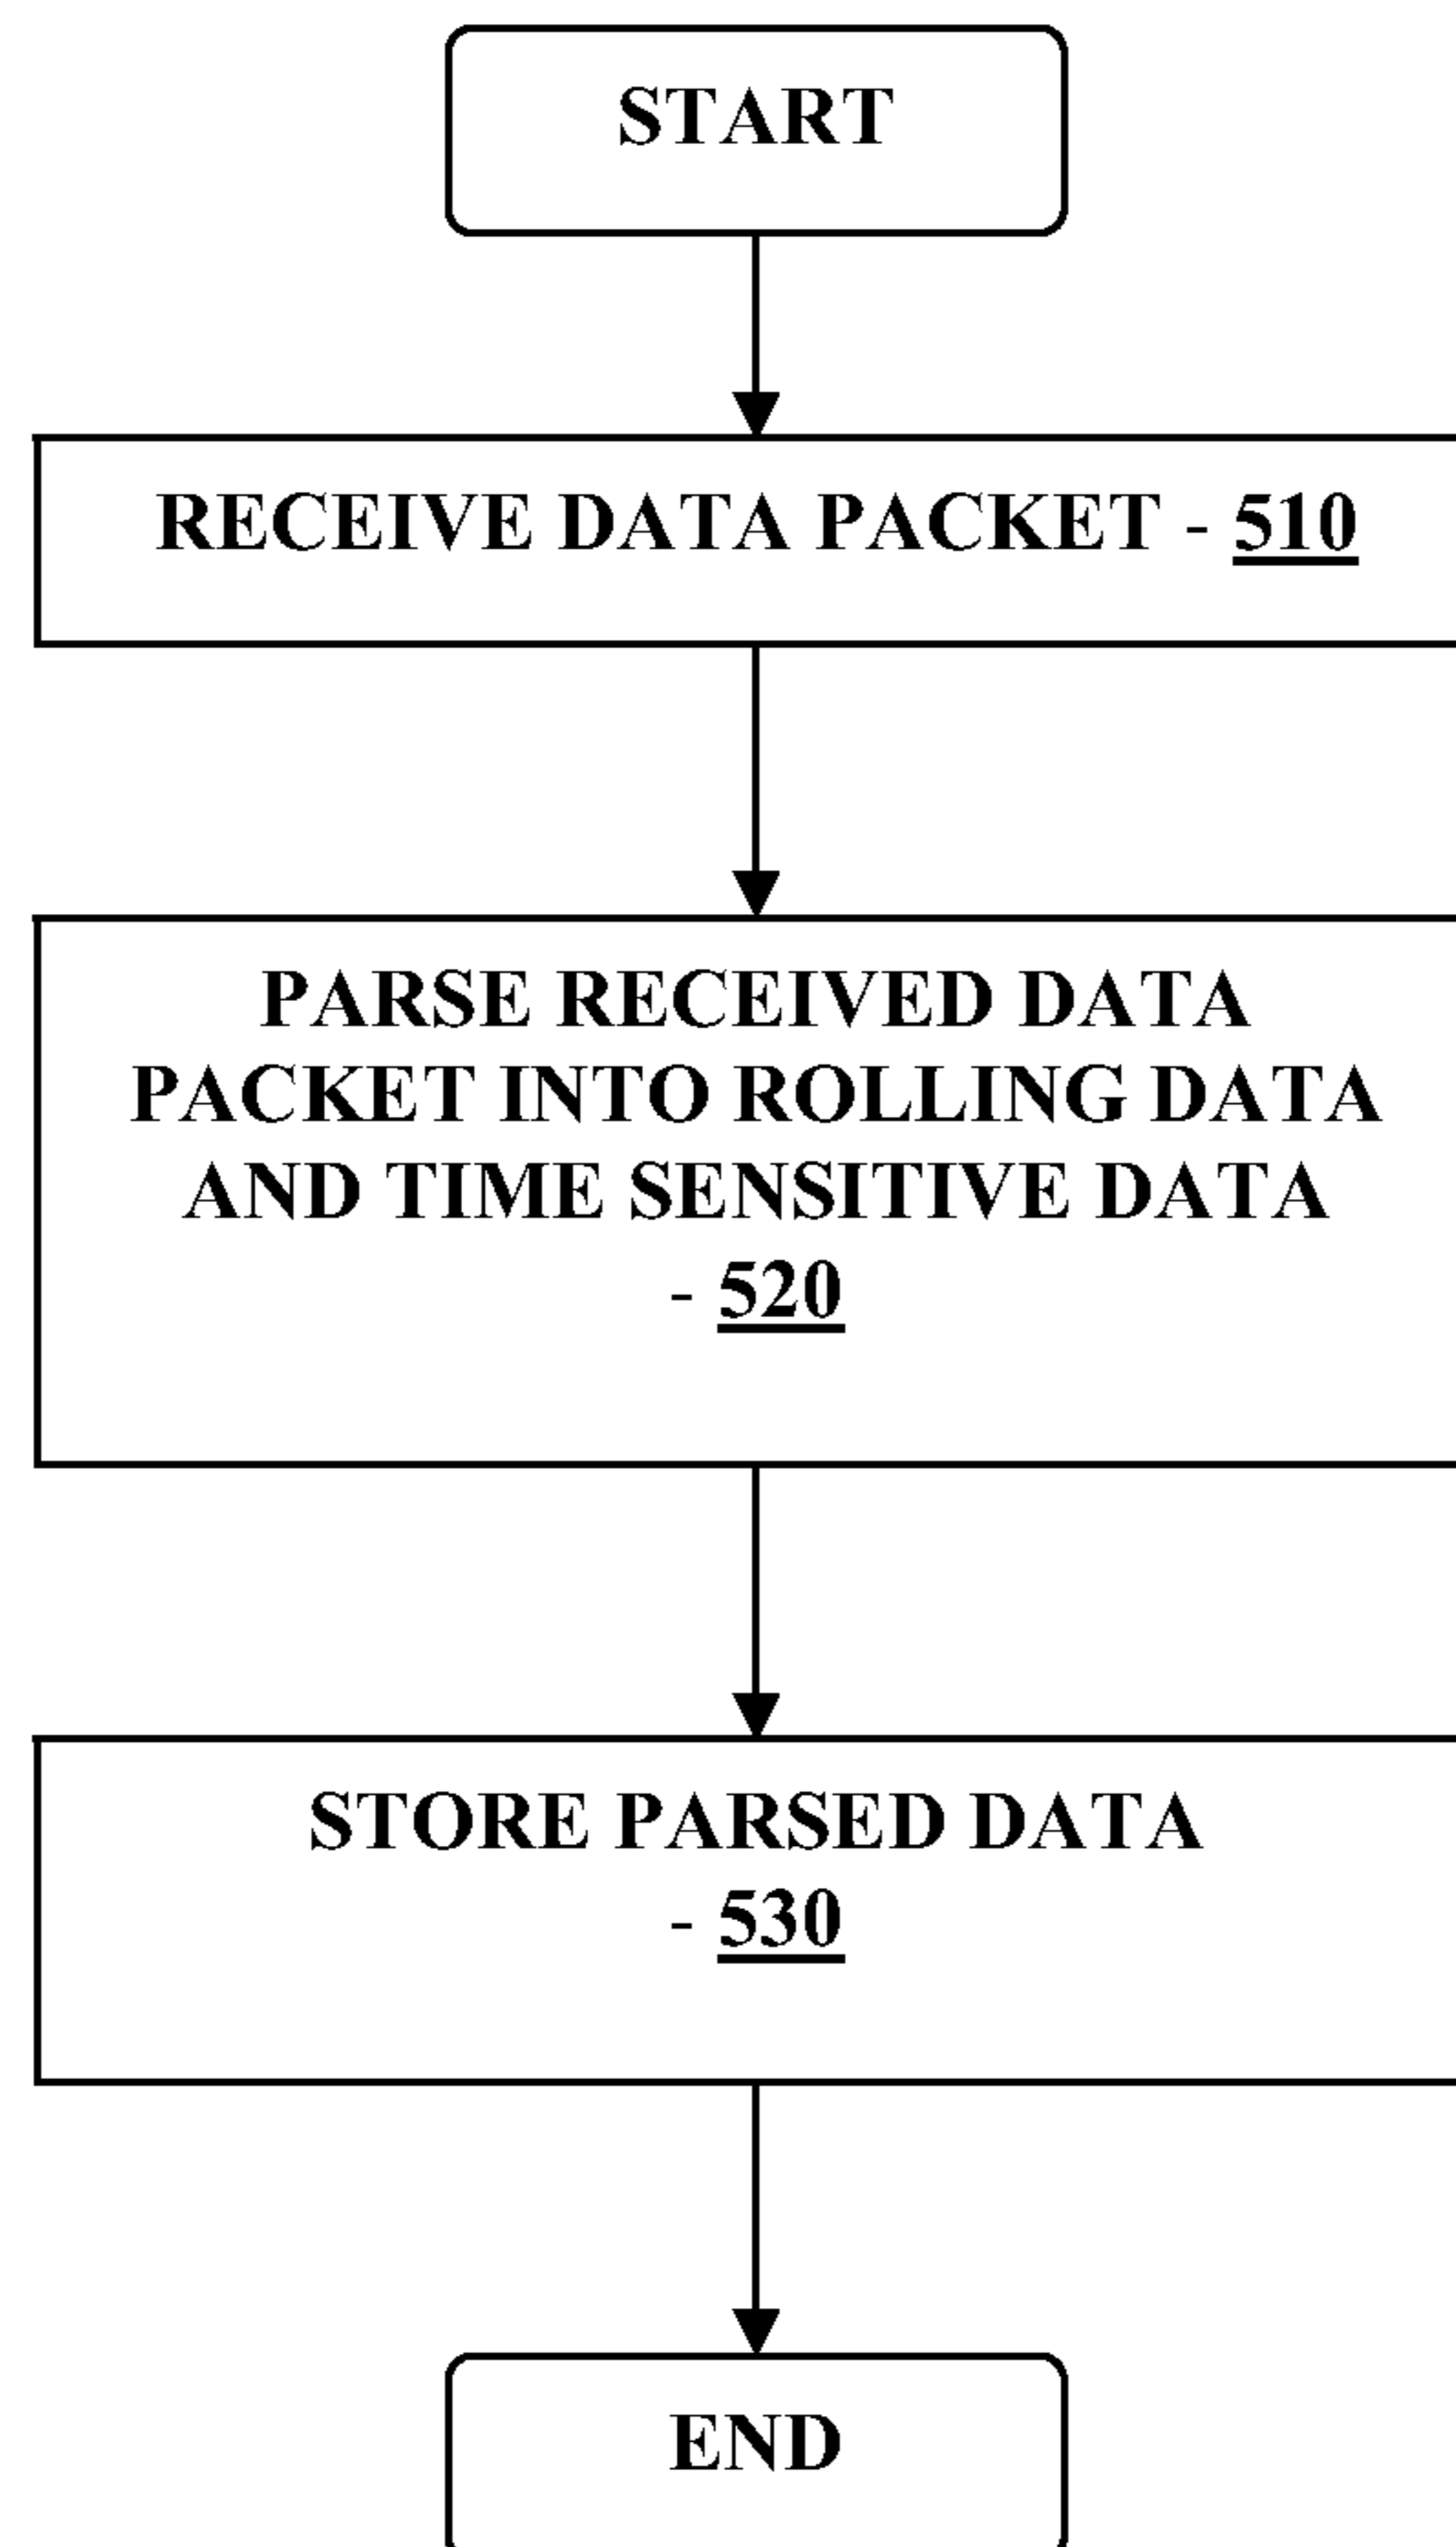 START
RECEIVE DATA PACKET - 510
PARSE RECEIVED DATA
PACKET INTO ROLLING DATA
AND TIME SENSITIVE DATA
- 520
STORE PARSED DATA
- 530
END